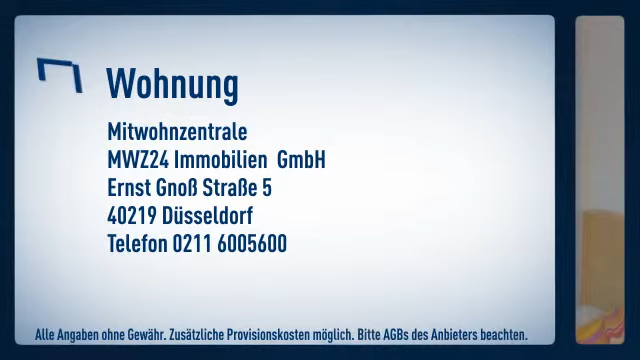 Wohnung
Mitwohnzentrale
MWZ24 Immobilien GmbH
Ernst Gnoß Straße 5
40219 Düsseldorf
Telefon 0211 6005600
Alle Angaben ohne Gewähr. Zusätzliche Provisionskosten möglich. Bitte AGBs des Anbieters beachten.